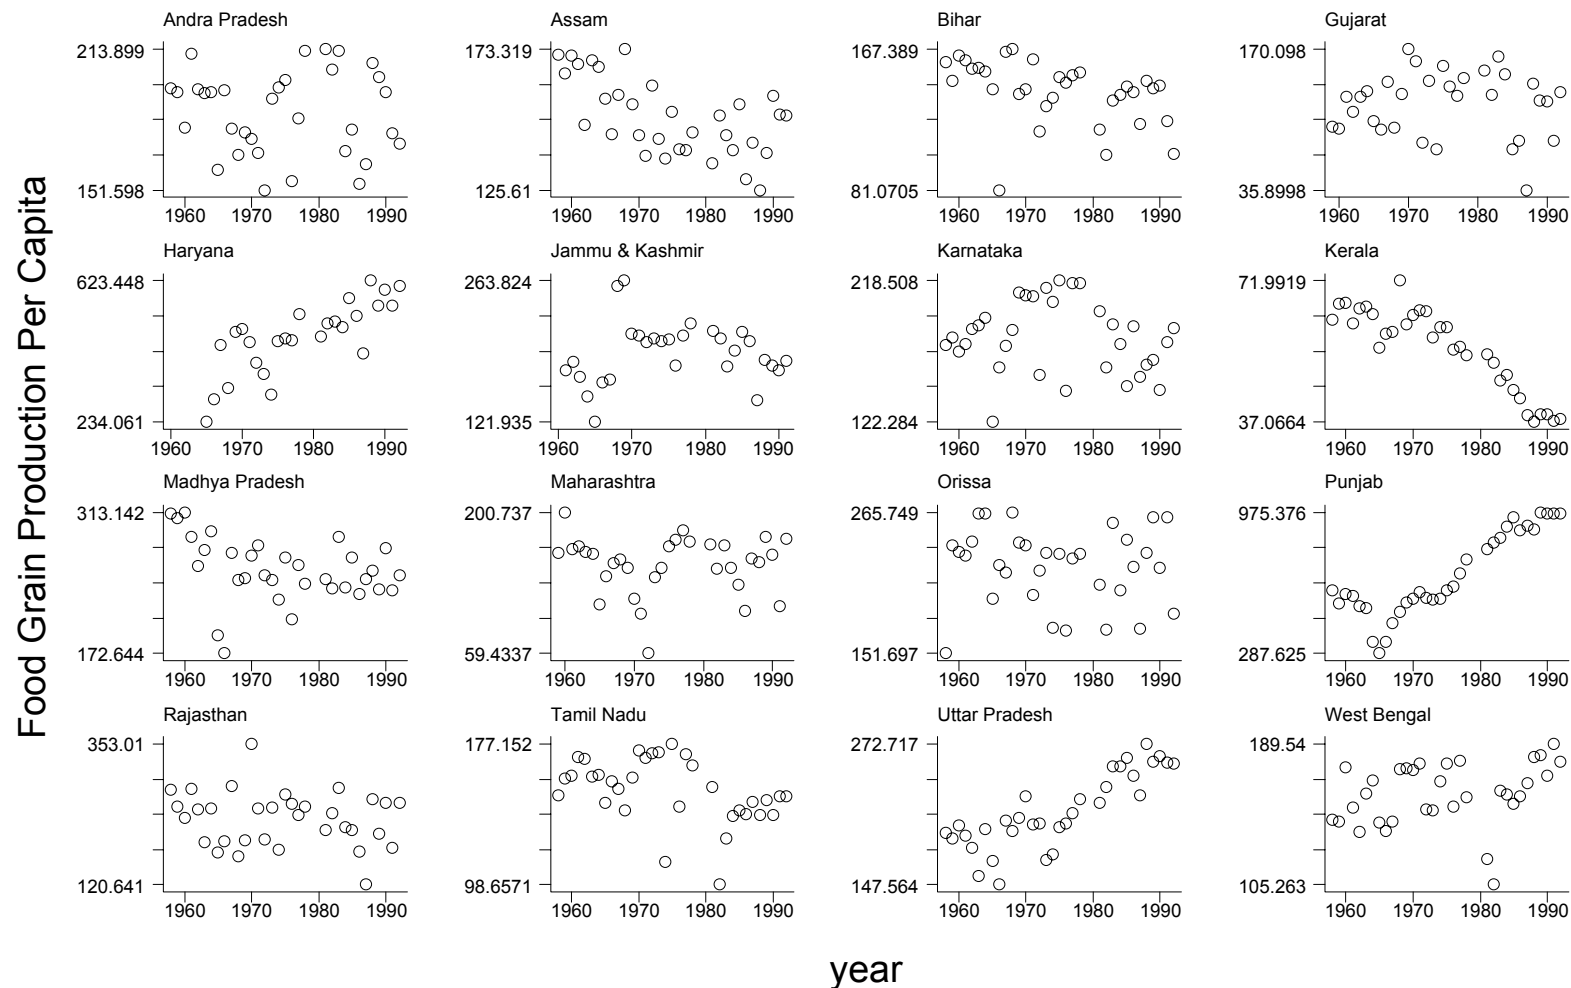 Food Grain Production Per Capita
Andra Pradesh
213.899
151.598
1960 1970 1980 1990
Assam
173.319
125.61
1960 1970 1980 1990
Bihar
167.389
81.0705
1960 1970 1980 1990
Gujarat
170.098
35.8998
1960 1970 1980 1990
Haryana
623.448
234.061
1960 1970 1980 1990
Jammu & Kashmir
263.824
121.935
1960 1970 1980 1990
Karnataka
218.508
122.284
1960 1970 1980 1990
Kerala
71.9919
37.0664
1960 1970 1980 1990
Madhya Pradesh
313.142
172.644
1960 1970 1980 1990
Maharashtra
200.737
59.4337
1960 1970 1980 1990
Orissa
265.749
151.697
1960 1970 1980 1990
Punjab
975.376
287.625
1960 1970 1980 1990
Rajasthan
353.01
120.641
1960 1970 1980 1990
Tamil Nadu
177.152
98.6571
1960 1970 1980 1990
Uttar Pradesh
272.717
147.564
1960 1970 1980 1990
West Bengal
189.54
105.263
1960 1970 1980 1990
year